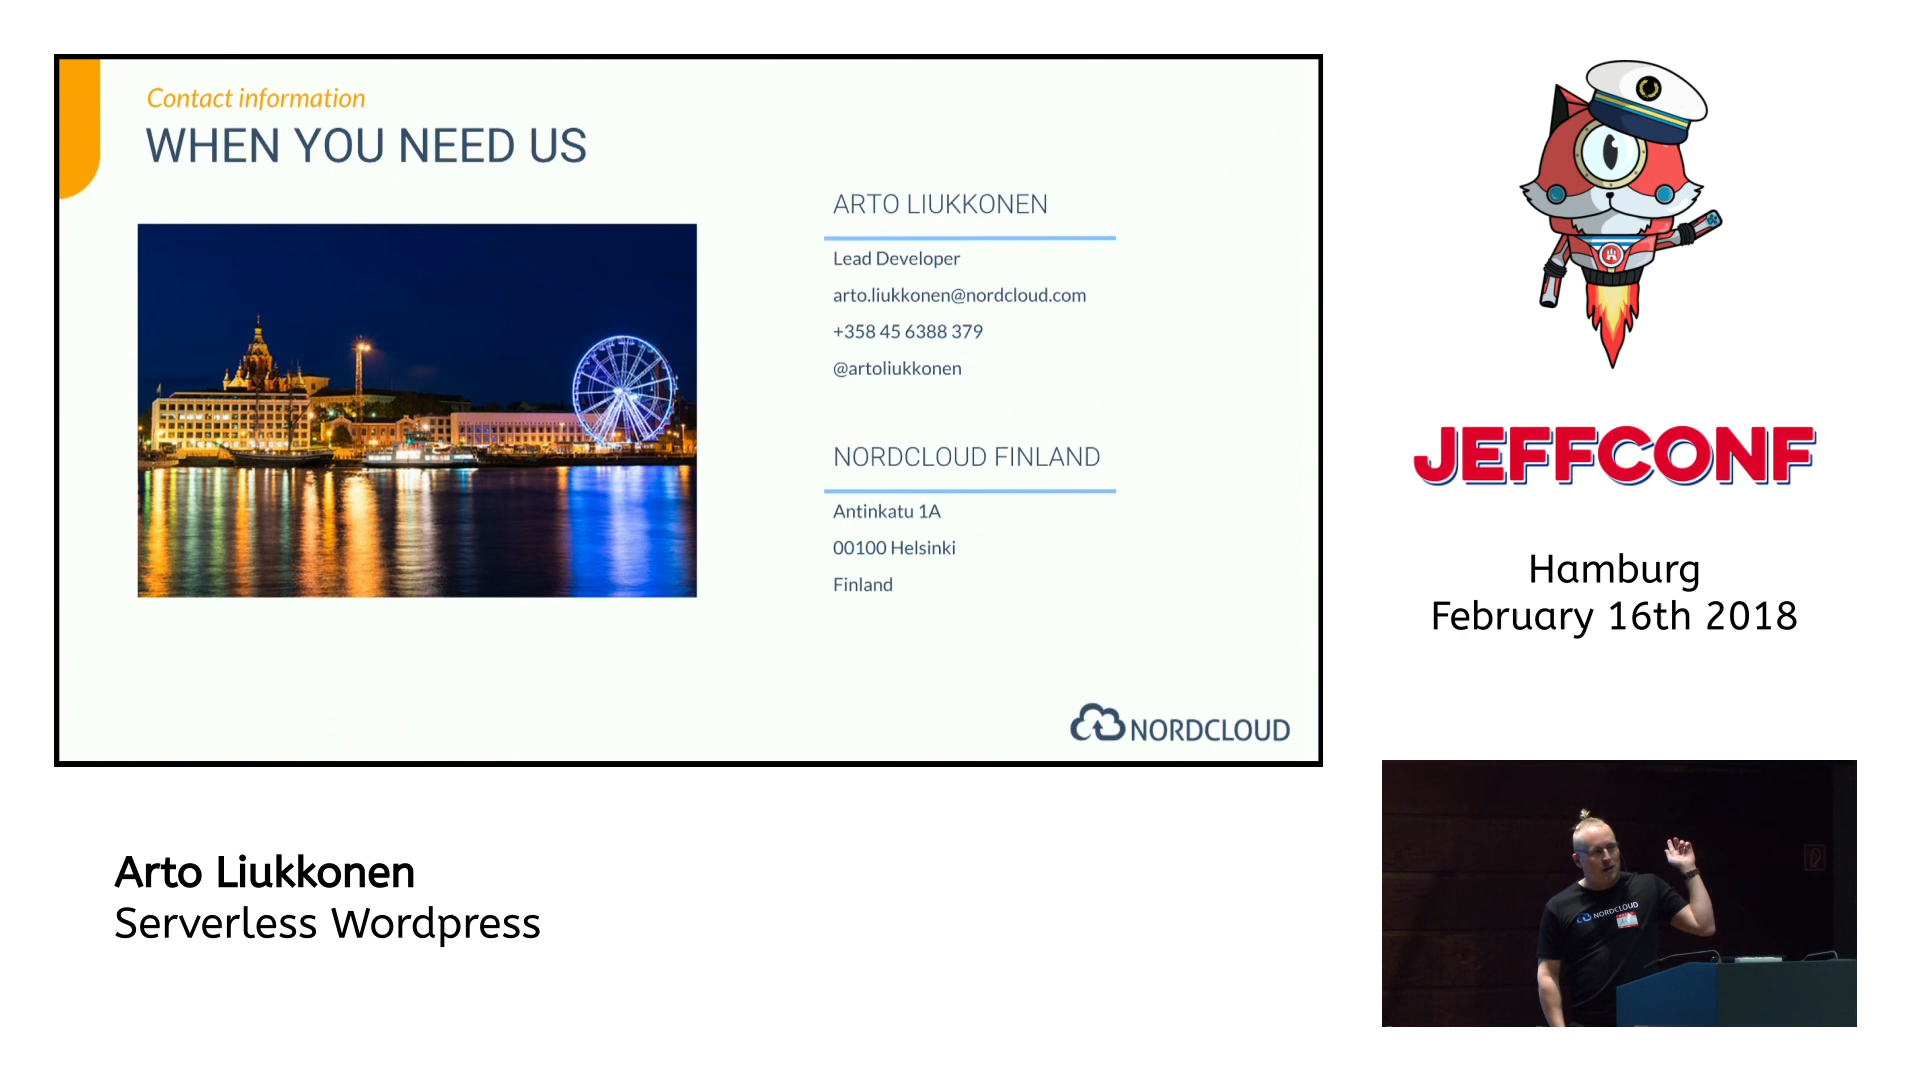 Contact information
WHEN YOU NEED US
ARTO LIUKKONEN
Lead Developer
arto.liukkonen@nordcloud.com
+358 45 6388 379
@artoliukkonen
NORDCLOUD FINLAND
Antinkatu 1A
00100 Helsinki
Finland
NORDCLOUD
JEFFCONF
Hamburg
February 16th 2018
Arto Liukkonen
Serverless Wordpress
NORDCLOUD